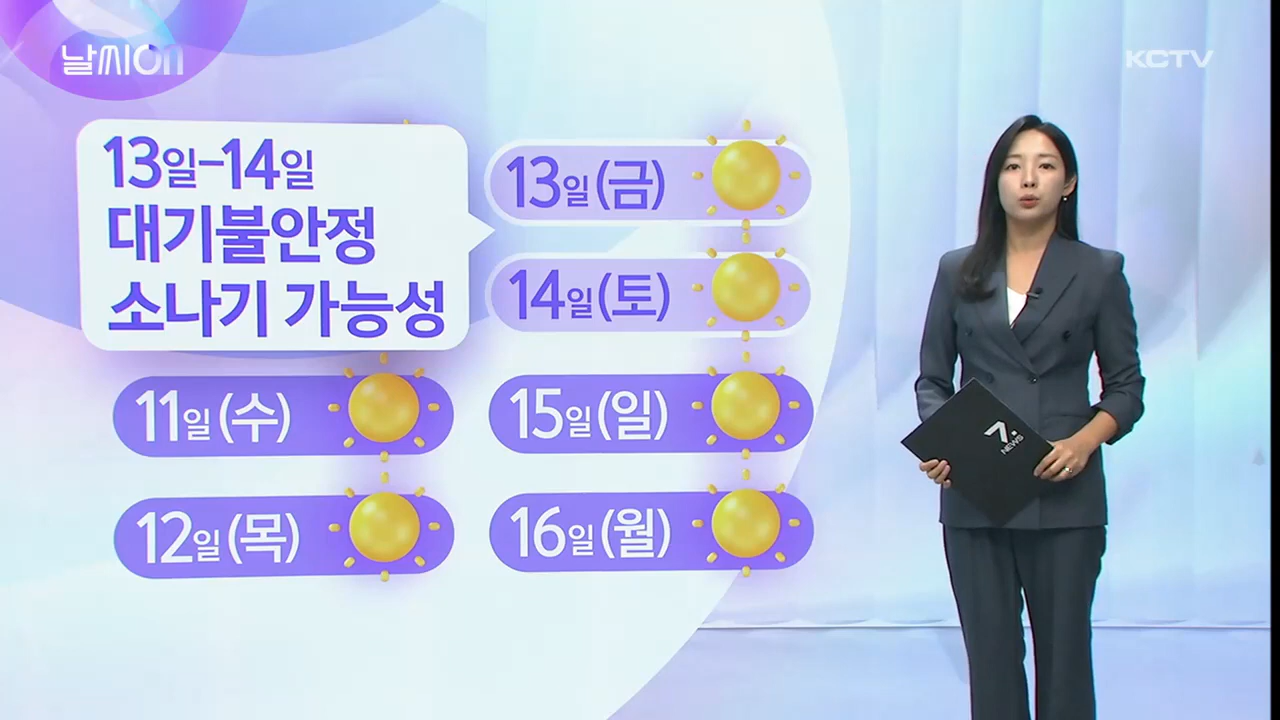 날씨On
KCTV
13일-14일
대기불안정
소나기 가능성
11일(수)
12일(목)
13일(금)
14일(토)
15일(일)
16일(월)
7.
NEWS